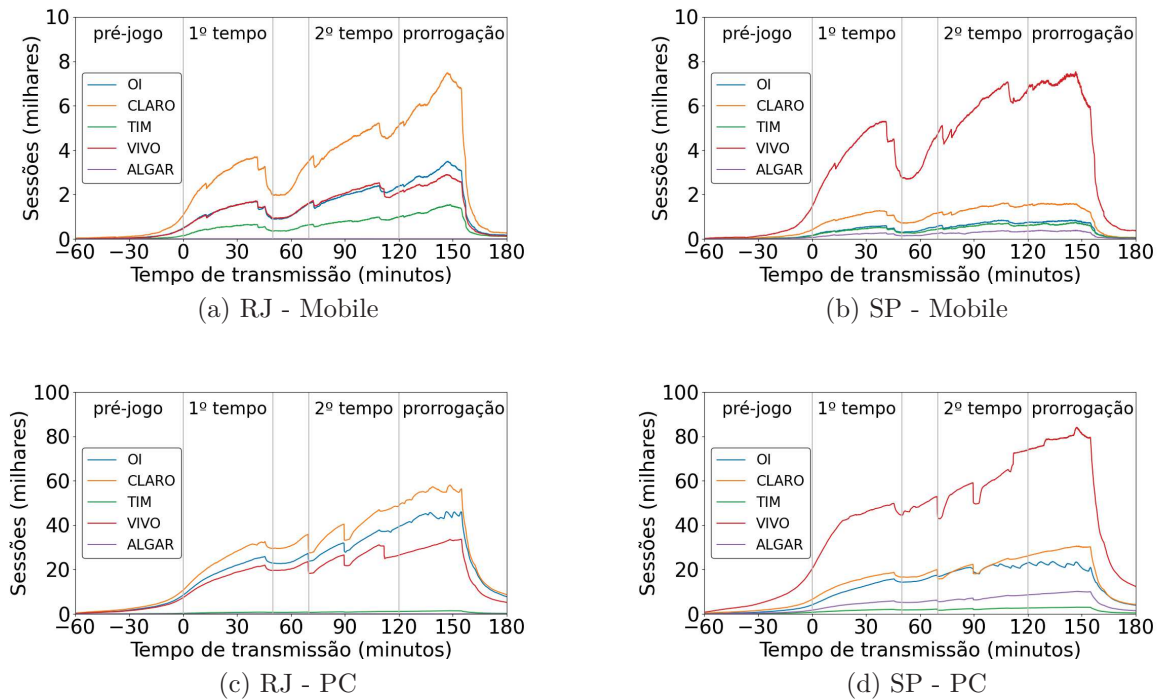 10
8
6
4
2
0
Sessões (milhares)
pré-jogo 1º tempo 2º tempo prorrogação
OI
CLARO
TIM
VIVO
ALGAR
−60 −30 0 30 60 90 120 150 180
Tempo de transmissão (minutos)
(a) RJ - Mobile
10
8
6
4
2
0
Sessões (milhares)
pré-jogo 1º tempo 2º tempo prorrogação
OI
CLARO
TIM
VIVO
ALGAR
−60 −30 0 30 60 90 120 150 180
Tempo de transmissão (minutos)
(b) SP - Mobile
100
80
60
40
20
0
Sessões (milhares)
pré-jogo 1º tempo 2º tempo prorrogação
OI
CLARO
TIM
VIVO
ALGAR
−60 −30 0 30 60 90 120 150 180
Tempo de transmissão (minutos)
(c) RJ - PC
100
80
60
40
20
0
Sessões (milhares)
pré-jogo 1º tempo 2º tempo prorrogação
OI
CLARO
TIM
VIVO
ALGAR
−60 −30 0 30 60 90 120 150 180
Tempo de transmissão (minutos)
(d) SP - PC